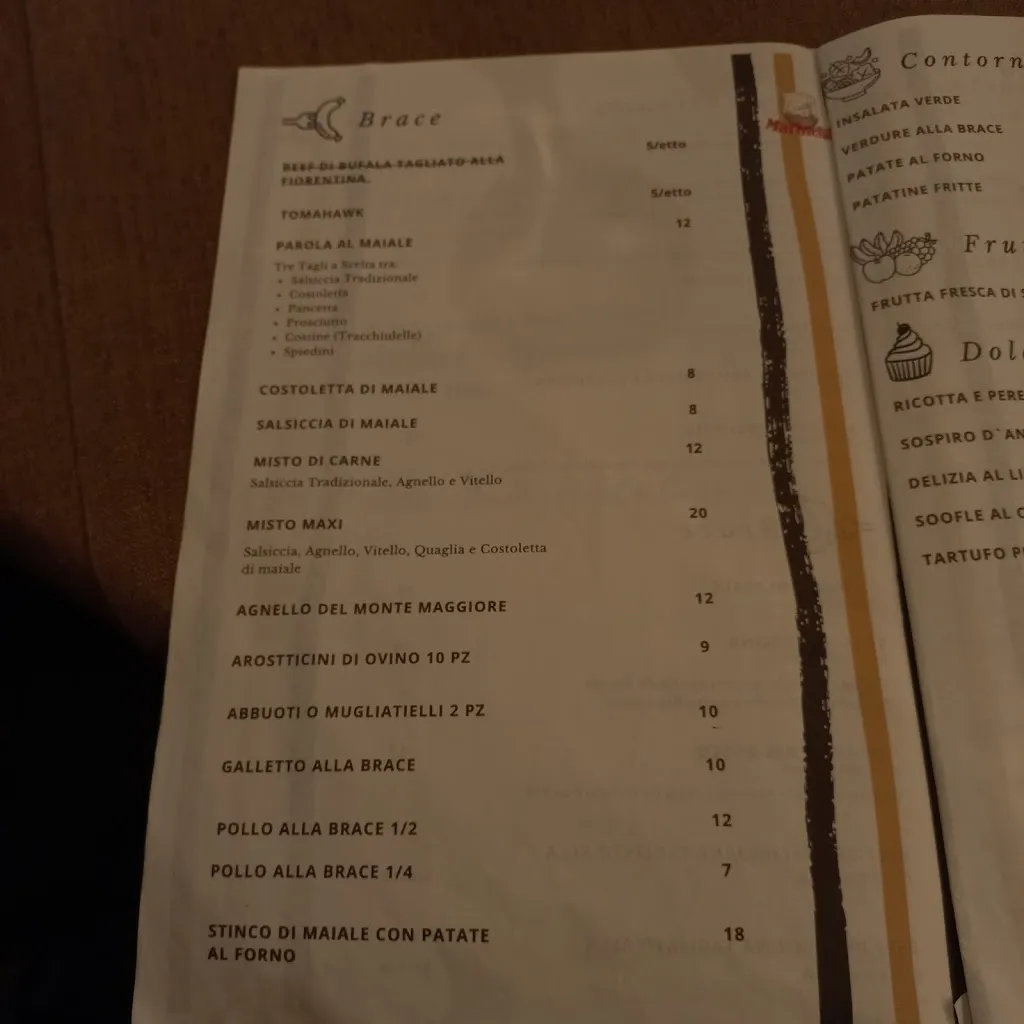 Brace
BEEF DI BUFALA TAGLIATO ALLA
FIORENTINA.
5/etto
TOMAHAWK
5/etto
PAROLA AL MAIALE
12
Tre Tagli a Scelta tra:
• Salsiccia Tradizionale
• Costoletta
• Pancetta
• Prosciutto
• Costine (Tracchiulelle)
• Spiedini
COSTOLETTA DI MAIALE
8
SALSICCIA DI MAIALE
8
MISTO DI CARNE
12
Salsiccia Tradizionale, Agnello e Vitello
MISTO MAXI
20
Salsiccia, Agnello, Vitello, Quaglia e Costoletta
di maiale
AGNELLO DEL MONTE MAGGIORE
12
AROSTTICINI DI OVINO 10 PZ
9
ABBUOTI O MUGLIATIELLI 2 PZ
10
GALLETTO ALLA BRACE
10
POLLO ALLA BRACE 1/2
12
POLLO ALLA BRACE 1/4
7
STINCO DI MAIALE CON PATATE
AL FORNO
18
Contorn
INSALATA VERDE
VERDURE ALLA BRACE
PATATE AL FORNO
PATATINE FRITTE
Fru
FRUTTA FRESCA DI S
Dol
RICOTTA E PERE
SOSPIRO D`AN
DELIZIA AL LI
SOOFLE AL C
TARTUFO P